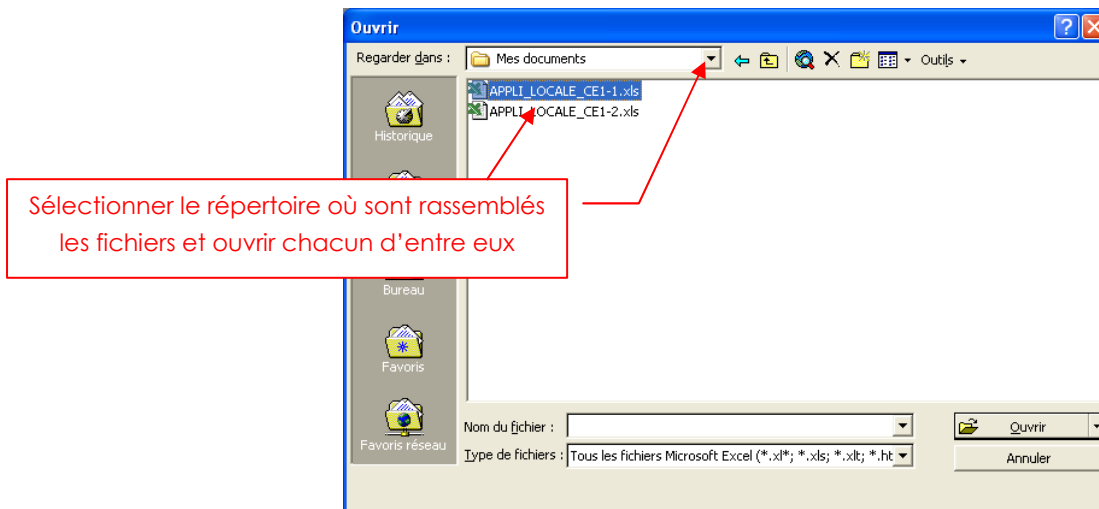 Ouvrir
Regarder dans :
Mes documents
Outils
APPLI_LOCALE_CE1-1.xls
APPLI_LOCALE_CE1-2.xls
Historique
Sélectionner le répertoire où sont rassemblés
les fichiers et ouvrir chacun d’entre eux
Bureau
Favoris
Favoris réseau
Nom du fichier :
Ouvrir
Type de fichiers :
Tous les fichiers Microsoft Excel (*.xl*; *.xls; *.xlt; *.ht
Annuler